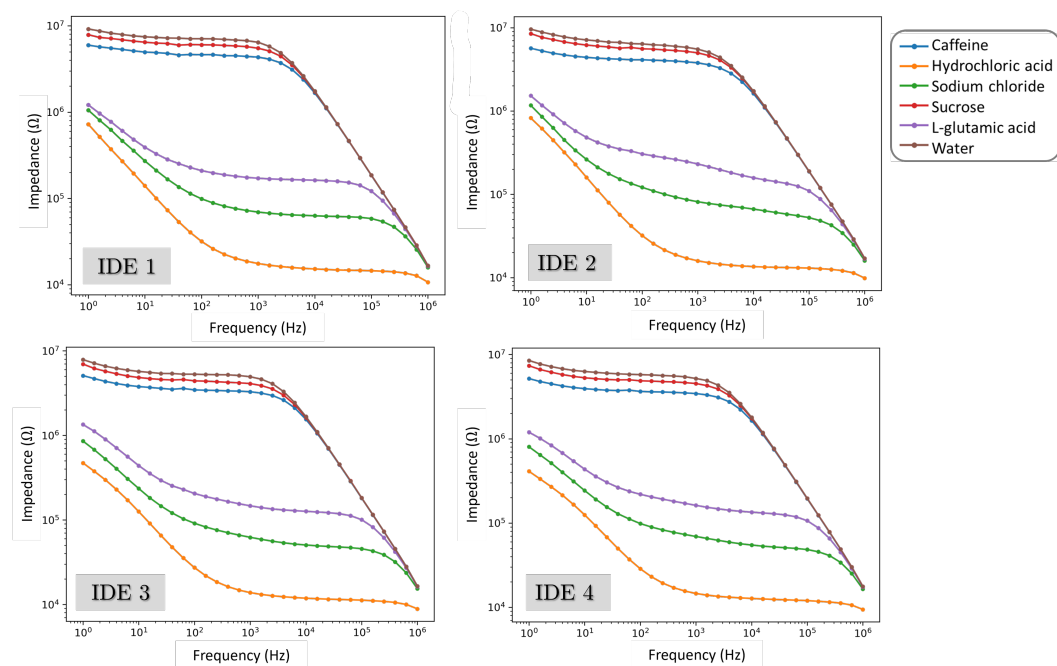 10⁷
10⁶
10⁵
10⁴
Impedance (Ω)
IDE 1
10⁰ 10¹ 10² 10³ 10⁴ 10⁵ 10⁶
Frequency (Hz)
10⁷
10⁶
10⁵
10⁴
Impedance (Ω)
IDE 2
10⁰ 10¹ 10² 10³ 10⁴ 10⁵ 10⁶
Frequency (Hz)
Caffeine
Hydrochloric acid
Sodium chloride
Sucrose
L-glutamic acid
Water
10⁷
10⁶
10⁵
10⁴
Impedance (Ω)
IDE 3
10⁰ 10¹ 10² 10³ 10⁴ 10⁵ 10⁶
Frequency (Hz)
10⁷
10⁶
10⁵
10⁴
Impedance (Ω)
IDE 4
10⁰ 10¹ 10² 10³ 10⁴ 10⁵ 10⁶
Frequency (Hz)